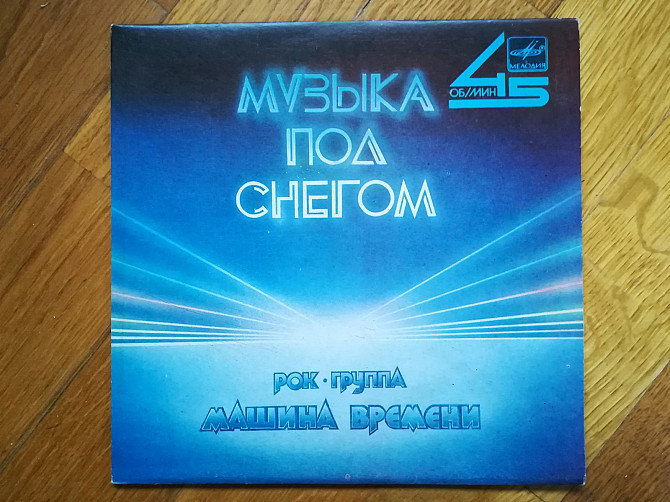 МУЗЫКА
ПОД
СНЕГОМ
45
ОБ/МИН
МЕЛОДИЯ
РОК·ГРУППА
МАШИНА ВРЕМЕНИ